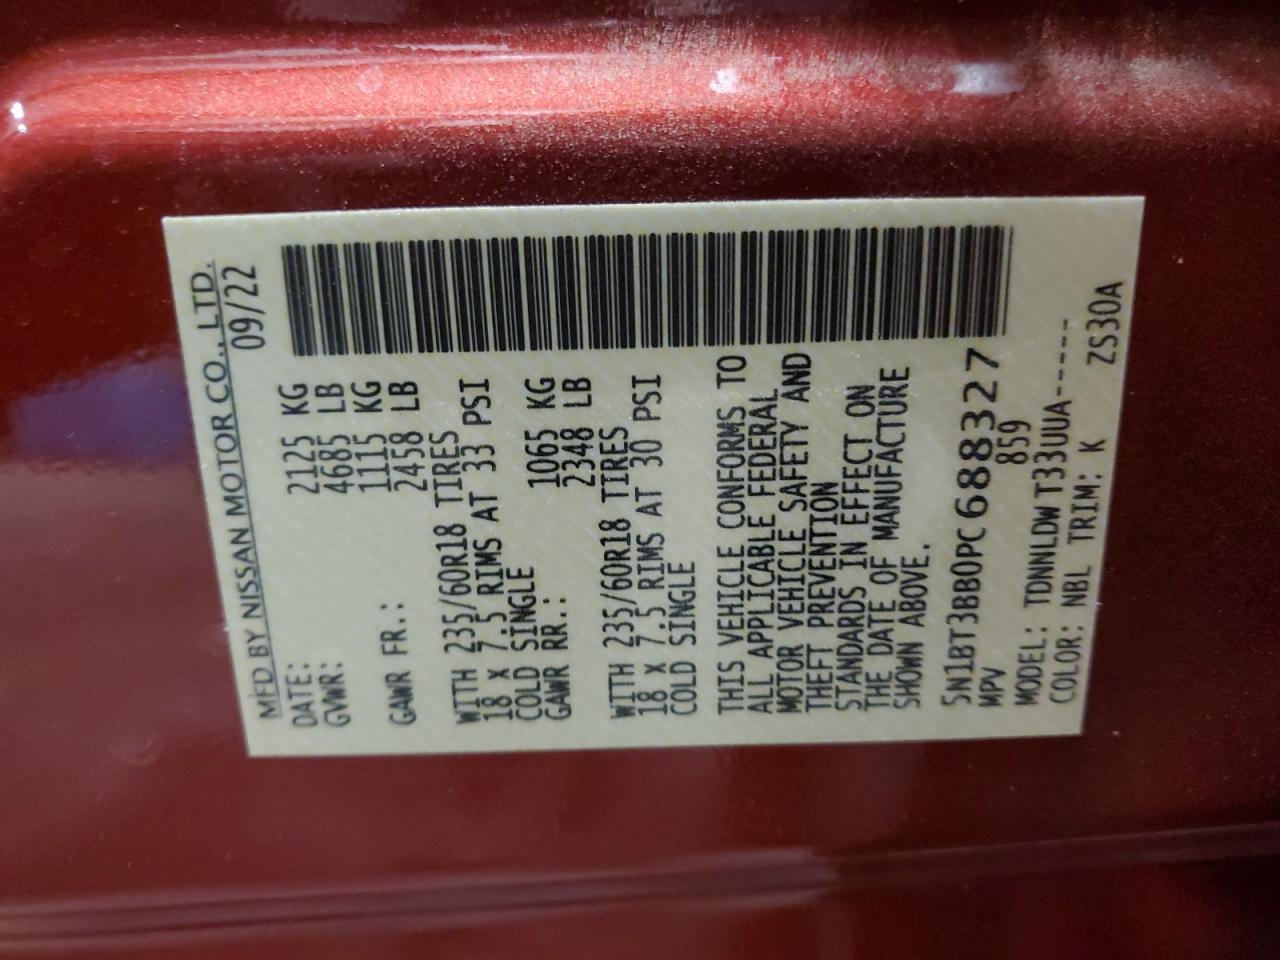 MFD BY NISSAN MOTOR CO., LTD.
DATE: 09/22
GVWR: 2125 KG
4685 LB
GAWR FR.: 1115 KG
2458 LB
WITH 235/60R18 TIRES
18 X 7.5 RIMS AT 33 PSI
COLD SINGLE
GAWR RR.: 1065 KG
2348 LB
WITH 235/60R18 TIRES
18 X 7.5 RIMS AT 30 PSI
COLD SINGLE
THIS VEHICLE CONFORMS TO
ALL APPLICABLE FEDERAL
MOTOR VEHICLE SAFETY AND
THEFT PREVENTION
STANDARDS IN EFFECT ON
THE DATE OF MANUFACTURE
SHOWN ABOVE.
5N1BT3BB0PC688327
MPV 859
MODEL: TDNNLDW T33UUA-----
COLOR: NBL TRIM: K ZS30A